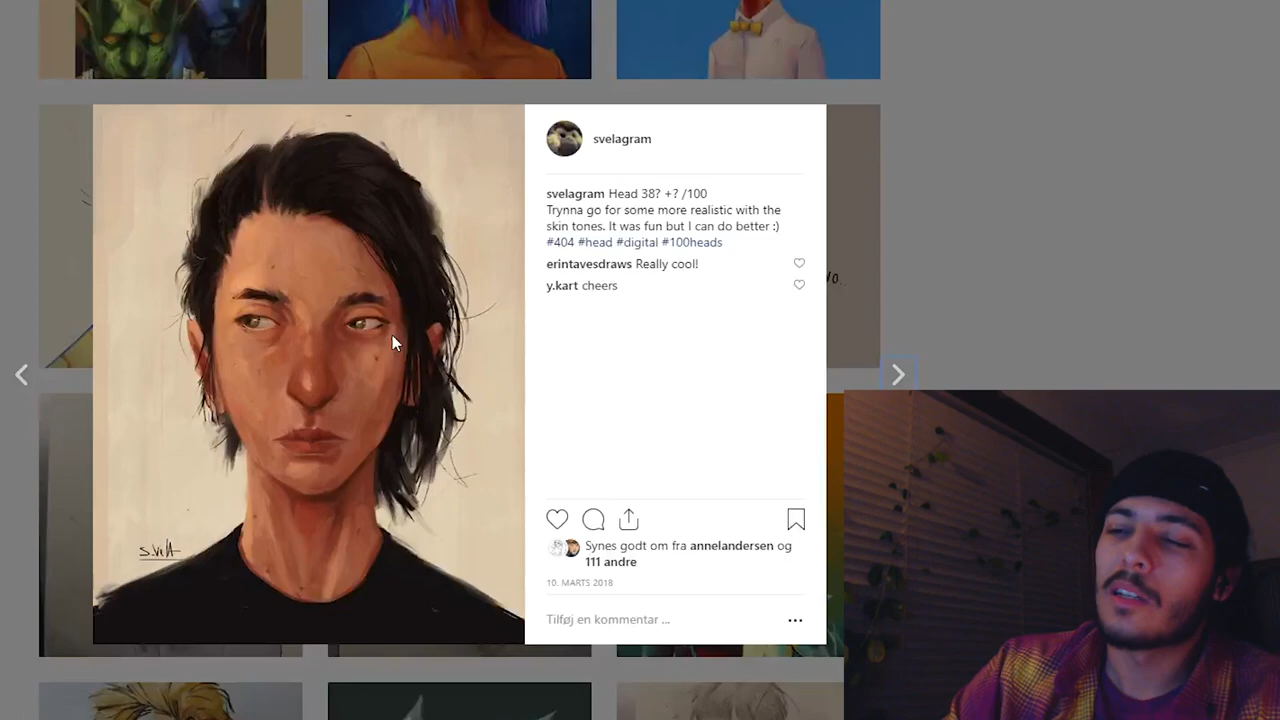 svelagram
svelagram Head 38? +? /100
Trynna go for some more realistic with the
skin tones. It was fun but I can do better :)
#404 #head #digital #100heads
erintavesdraws Really cool!
y.kart cheers
S.VelA
Synes godt om fra annelandersen og
111 andre
10. MARTS 2018
Tilføj en kommentar ...